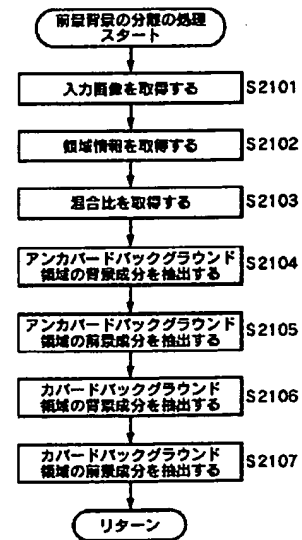 前景背景の分離の処理
スタート
入力画像を取得する
S2101
領域情報を取得する
S2102
混合比を取得する
S2103
アンカバードバックグラウンド
領域の背景成分を抽出する
S2104
アンカバードバックグラウンド
領域の前景成分を抽出する
S2105
カバードバックグラウンド
領域の背景成分を抽出する
S2106
カバードバックグラウンド
領域の前景成分を抽出する
S2107
リターン